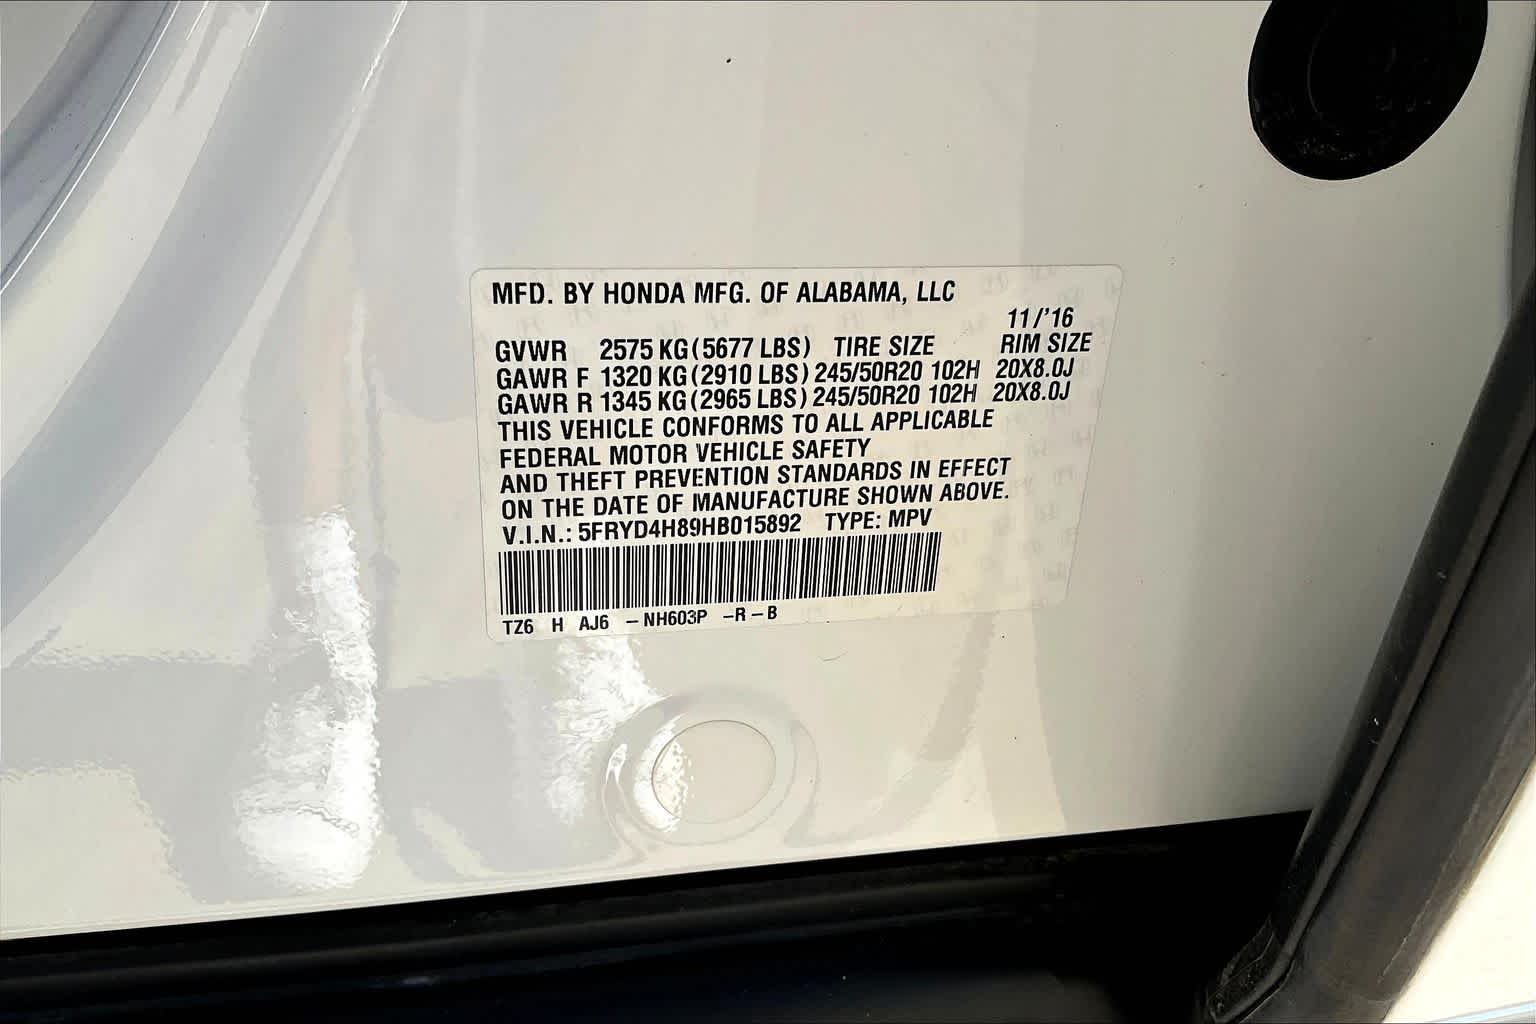 MFD. BY HONDA MFG. OF ALABAMA, LLC
11/'16
GVWR 2575 KG(5677 LBS) TIRE SIZE RIM SIZE
GAWR F 1320 KG(2910 LBS) 245/50R20 102H 20X8.0J
GAWR R 1345 KG(2965 LBS) 245/50R20 102H 20X8.0J
THIS VEHICLE CONFORMS TO ALL APPLICABLE
FEDERAL MOTOR VEHICLE SAFETY
AND THEFT PREVENTION STANDARDS IN EFFECT
ON THE DATE OF MANUFACTURE SHOWN ABOVE.
V.I.N.: 5FRYD4H89HB015892 TYPE: MPV
TZ6 H AJ6 -NH603P -R-B